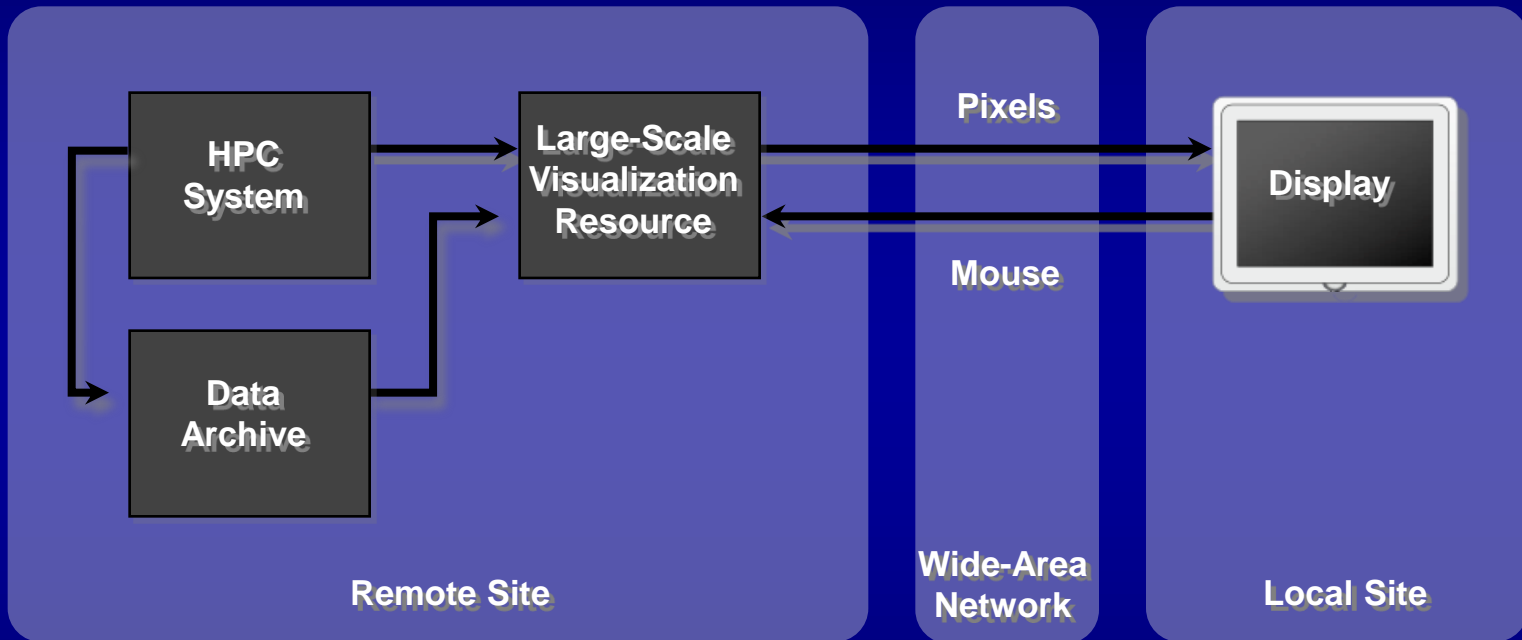 HPC
System
Large-Scale
Visualization
Resource
Pixels
Display
Mouse
Data
Archive
Remote Site
Wide-Area
Network
Local Site